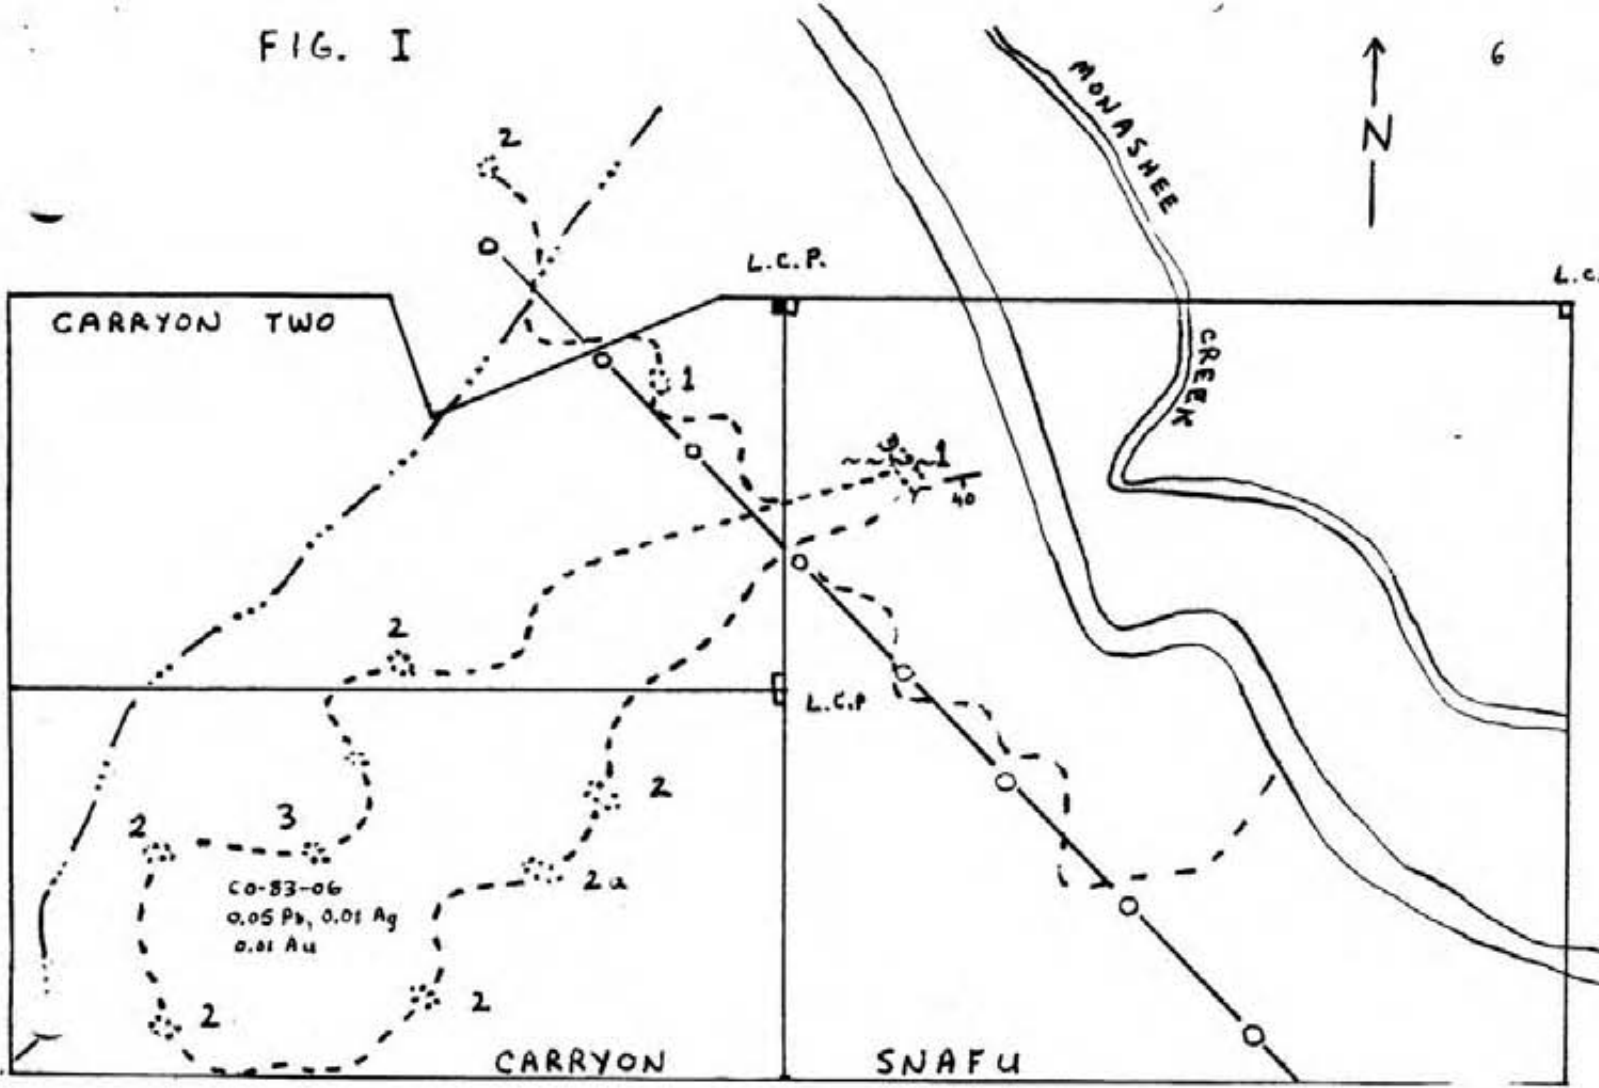 FIG. I
6
N
MONASHEE
CREEK
2
L.C.P.
L.C.
CARRYON TWO
1
1
40
2
L.C.P
2
3
2
2a
CO-83-06
0.05 Pb, 0.01 Ag
0.01 Au
2
2
CARRYON
SNAFU